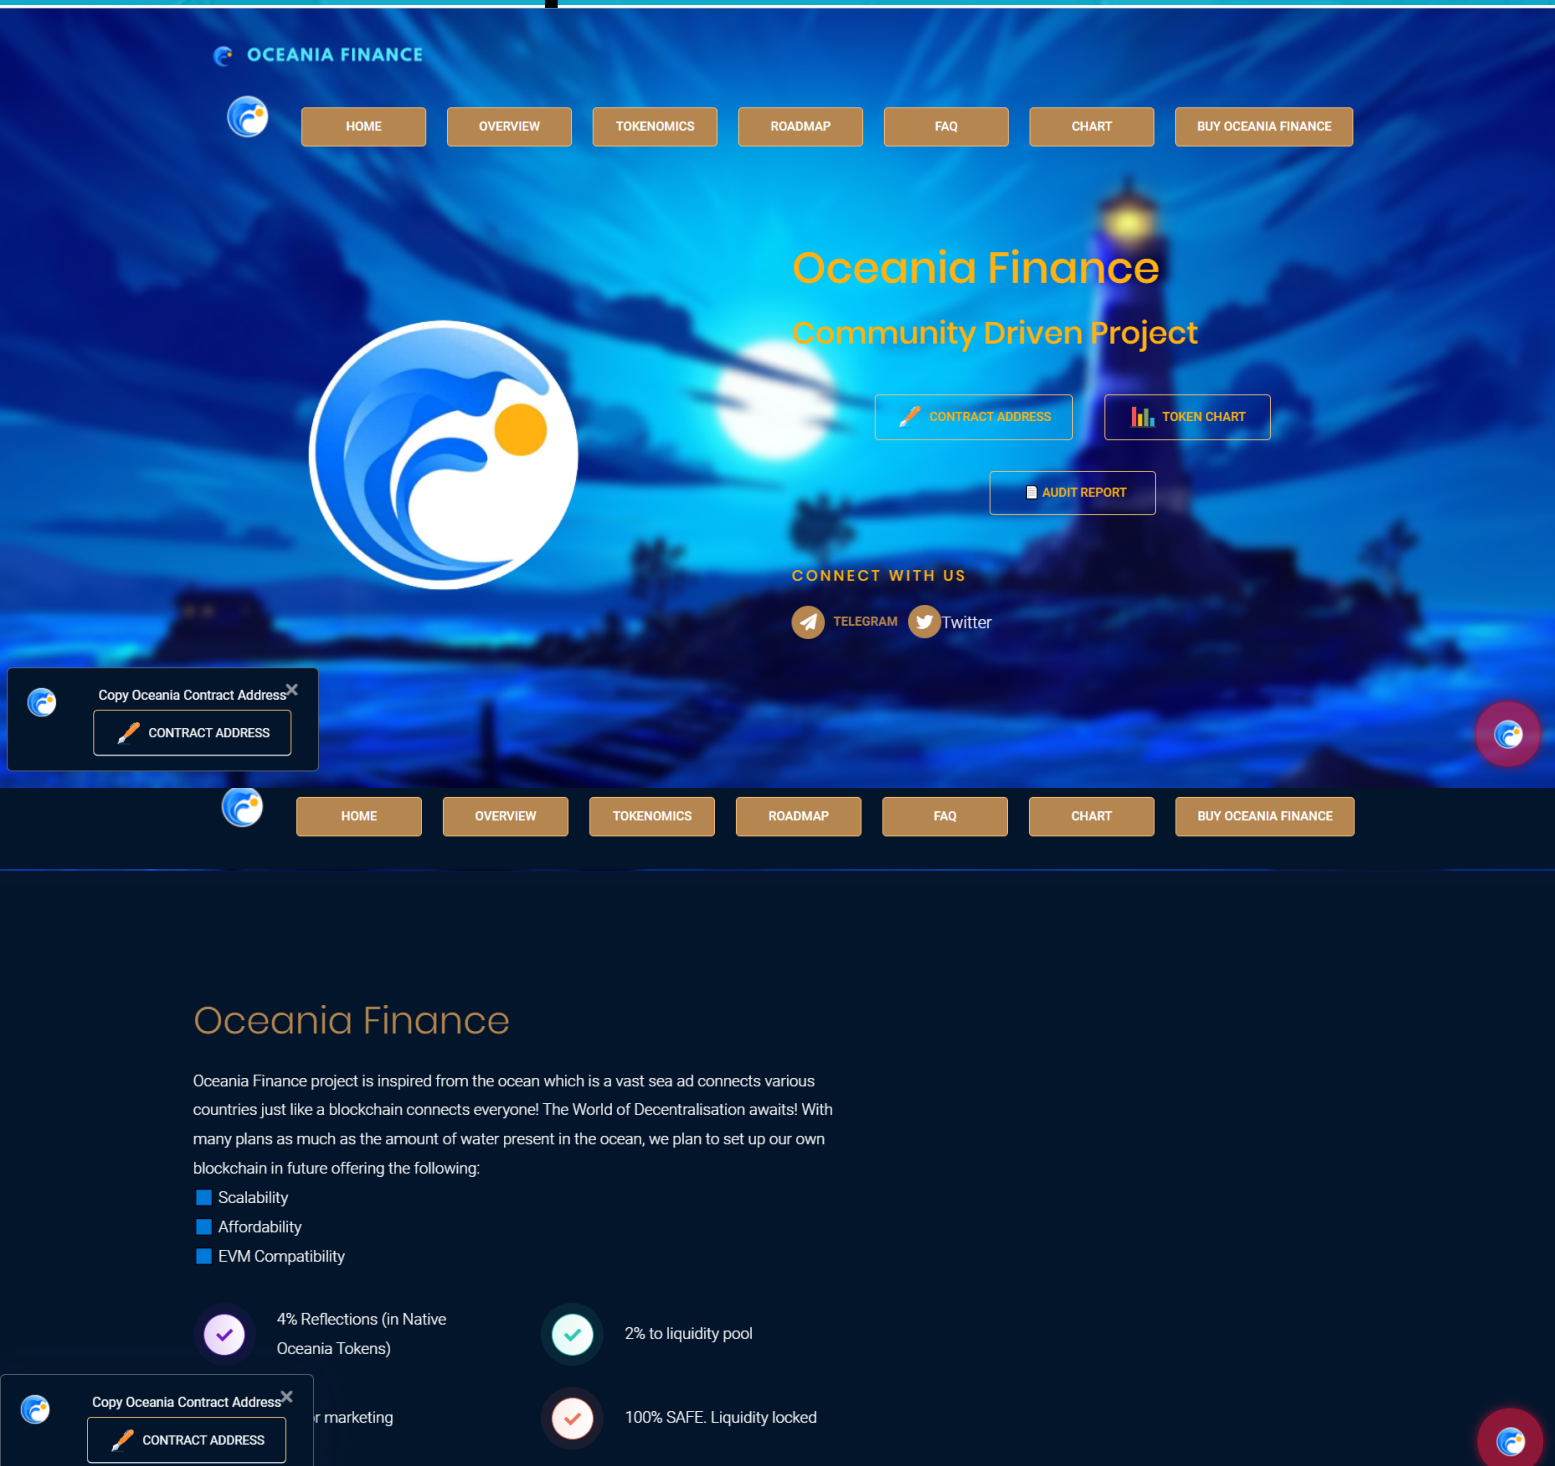 OCEANIA FINANCE
HOME
OVERVIEW
TOKENOMICS
ROADMAP
FAQ
CHART
BUY OCEANIA FINANCE
Oceania Finance
Community Driven Project
CONTRACT ADDRESS
TOKEN CHART
AUDIT REPORT
CONNECT WITH US
TELEGRAM
Twitter
Copy Oceania Contract Address
CONTRACT ADDRESS
HOME
OVERVIEW
TOKENOMICS
ROADMAP
FAQ
CHART
BUY OCEANIA FINANCE
Oceania Finance
Oceania Finance project is inspired from the ocean which is a vast sea ad connects various
countries just like a blockchain connects everyone! The World of Decentralisation awaits! With
many plans as much as the amount of water present in the ocean, we plan to set up our own
blockchain in future offering the following:
Scalability
Affordability
EVM Compatibility
4% Reflections (in Native
Oceania Tokens)
2% to liquidity pool
marketing
100% SAFE. Liquidity locked
Copy Oceania Contract Address
CONTRACT ADDRESS